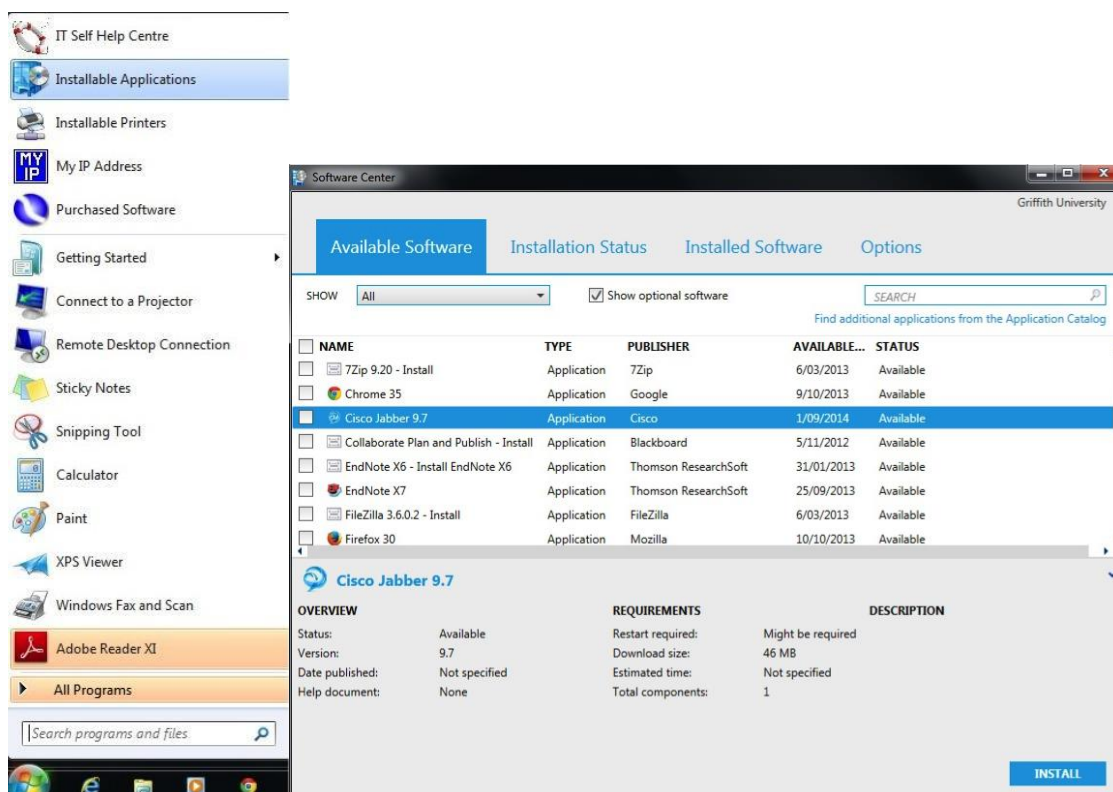 IT Self Help Centre
Installable Applications
Installable Printers
MY IP
My IP Address
Purchased Software
Getting Started
Connect to a Projector
Remote Desktop Connection
Sticky Notes
Snipping Tool
Calculator
Paint
XPS Viewer
Windows Fax and Scan
Adobe Reader XI
All Programs
Search programs and files
Software Center
Griffith University
Available Software Installation Status Installed Software Options
SHOW All Show optional software SEARCH
Find additional applications from the Application Catalog
NAME TYPE PUBLISHER AVAILABLE... STATUS
7Zip 9.20 - Install Application 7Zip 6/03/2013 Available
Chrome 35 Application Google 9/10/2013 Available
Cisco Jabber 9.7 Application Cisco 1/09/2014 Available
Collaborate Plan and Publish - Install Application Blackboard 5/11/2012 Available
EndNote X6 - Install EndNote X6 Application Thomson ResearchSoft 31/01/2013 Available
EndNote X7 Application Thomson ResearchSoft 25/09/2013 Available
FileZilla 3.6.0.2 - Install Application FileZilla 6/03/2013 Available
Firefox 30 Application Mozilla 10/10/2013 Available
Cisco Jabber 9.7
OVERVIEW REQUIREMENTS DESCRIPTION
Status: Available Restart required: Might be required
Version: 9.7 Download size: 46 MB
Date published: Not specified Estimated time: Not specified
Help document: None Total components: 1
INSTALL